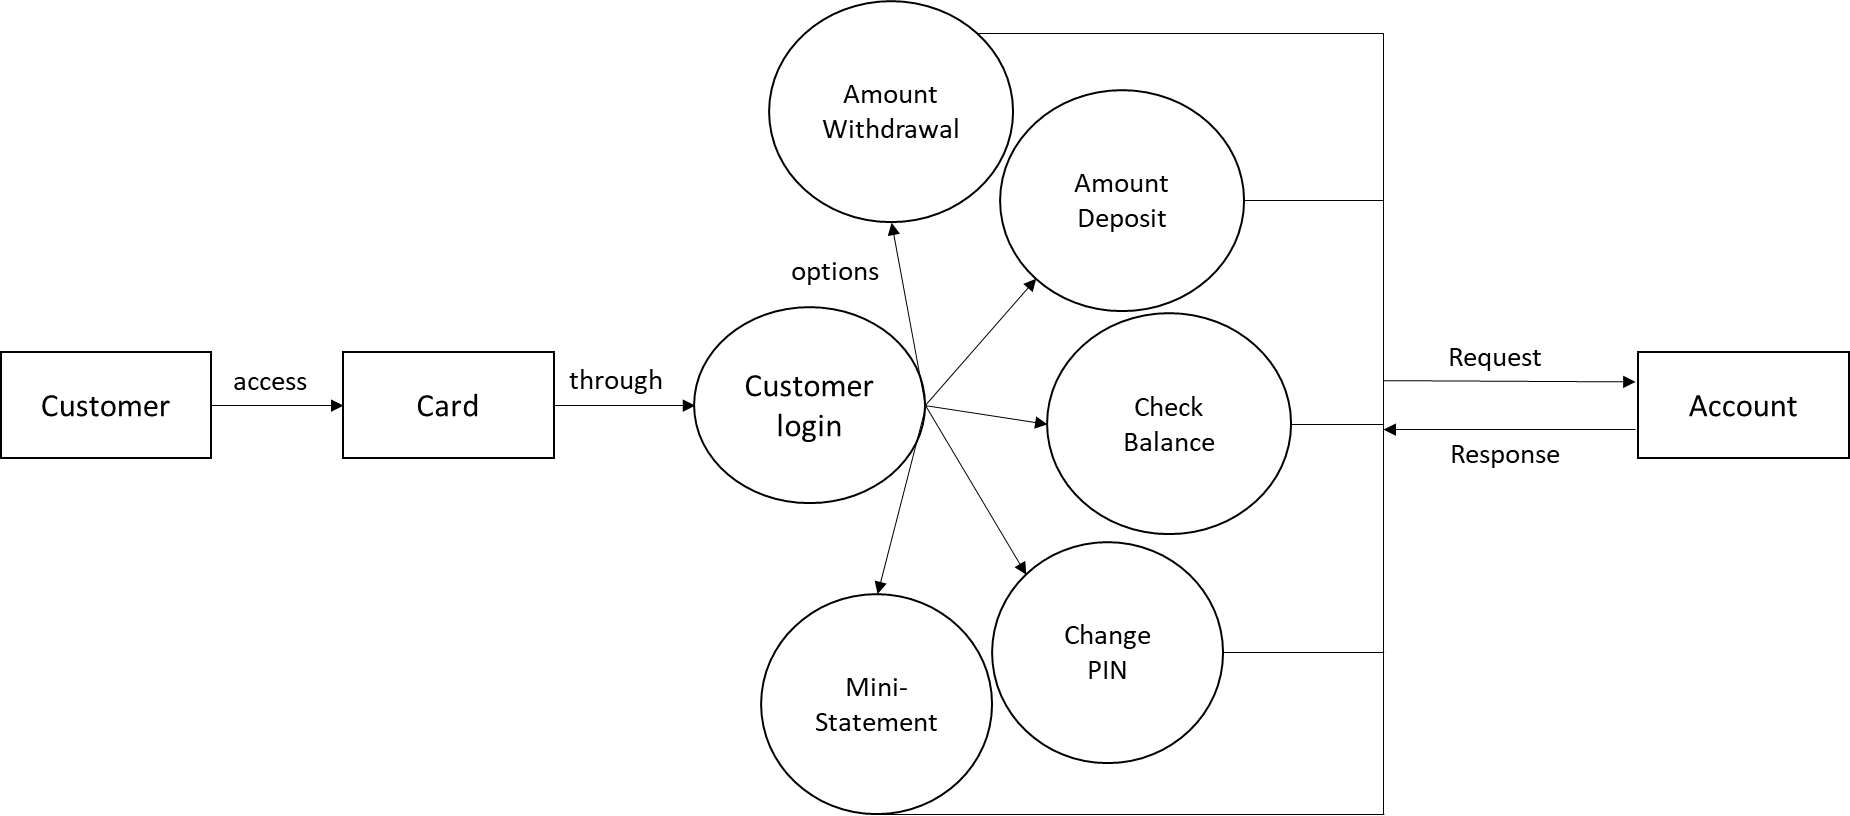 Amount
Withdrawal
Amount
Deposit
options
Customer
access
Card
through
Customer
login
Check
Balance
Request
Response
Account
Change
PIN
Mini-
Statement